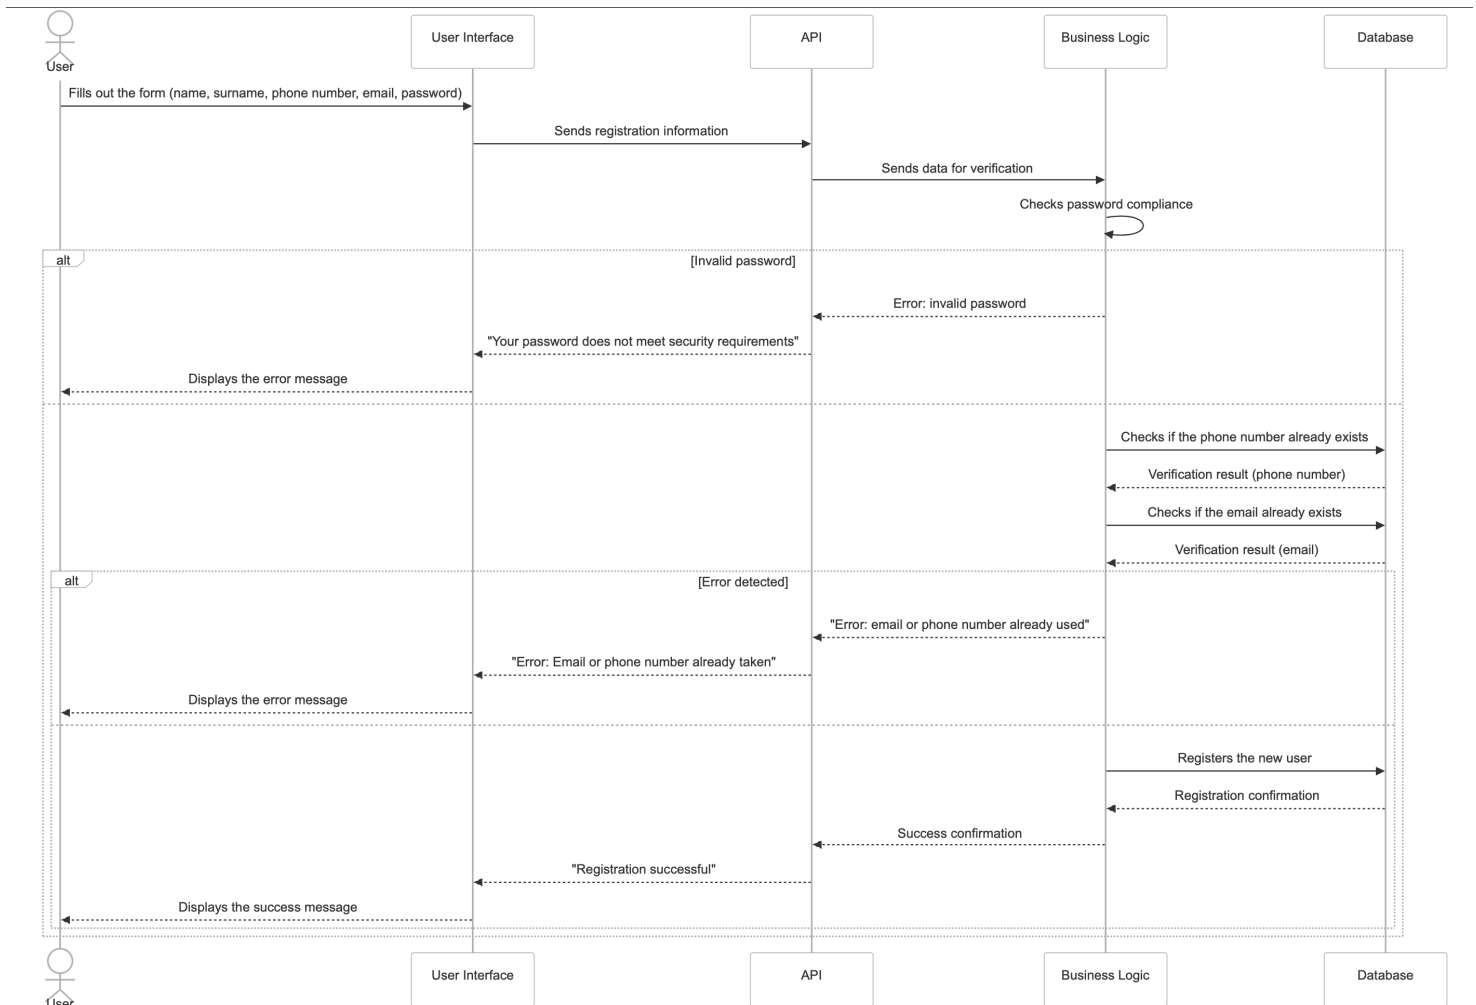 User Interface
API
Business Logic
Database
User
Fills out the form (name, surname, phone number, email, password)
Sends registration information
Sends data for verification
Checks password compliance
alt
[Invalid password]
Error: invalid password
"Your password does not meet security requirements"
Displays the error message
Checks if the phone number already exists
Verification result (phone number)
Checks if the email already exists
Verification result (email)
alt
[Error detected]
"Error: email or phone number already used"
"Error: Email or phone number already taken"
Displays the error message
Registers the new user
Registration confirmation
Success confirmation
"Registration successful"
Displays the success message
User Interface
API
Business Logic
Database
User